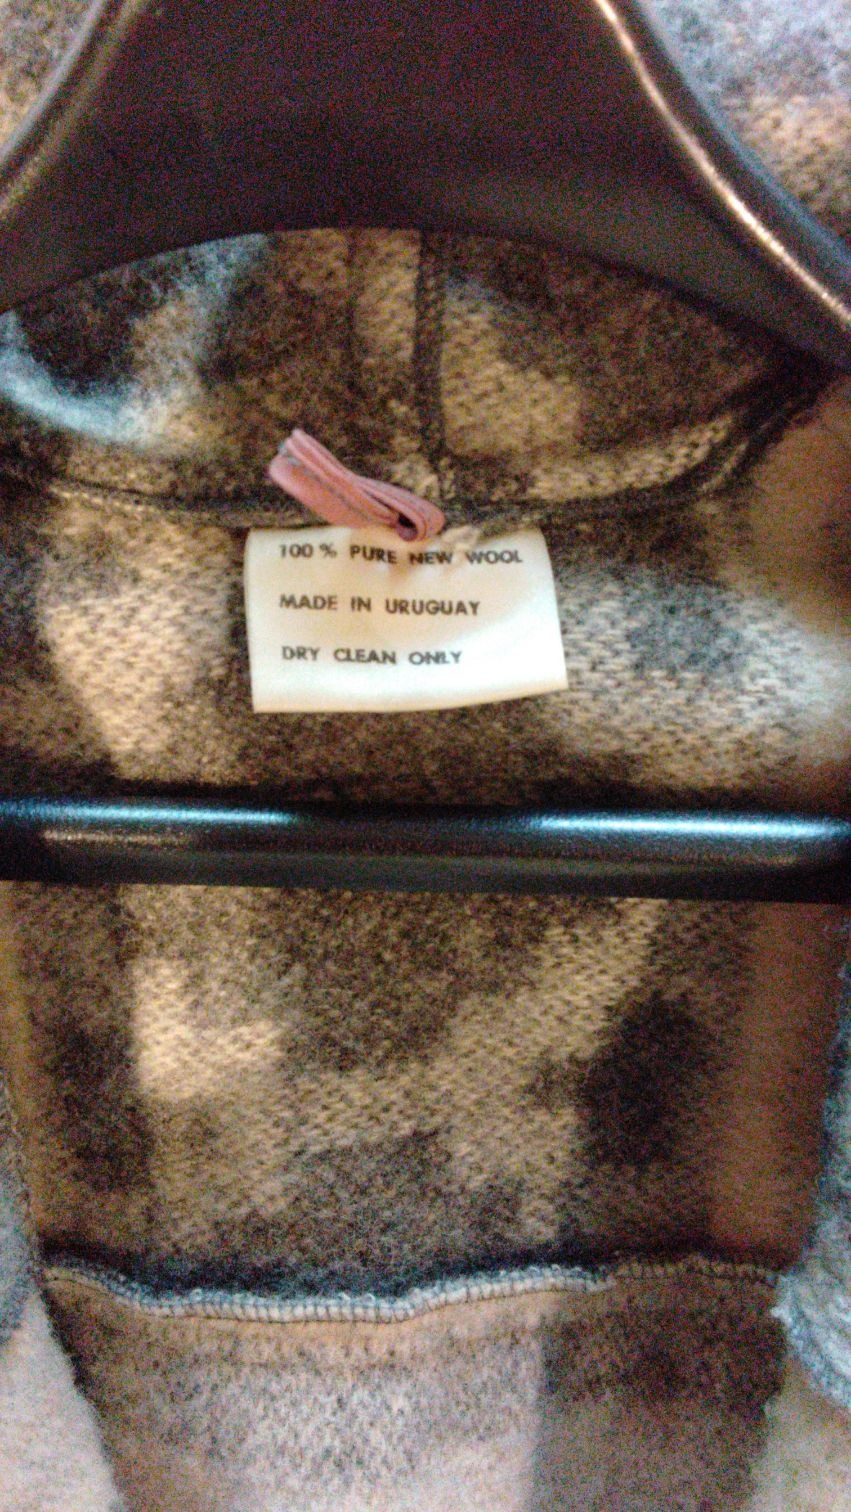 100 % PURE NEW WOOL
MADE IN URUGUAY
DRY CLEAN ONLY